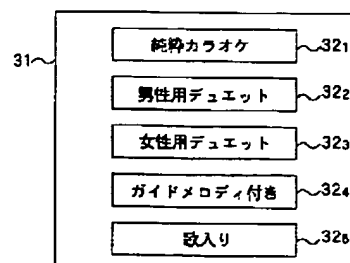 31
純粋カラオケ 32₁
男性用デュエット 32₂
女性用デュエット 32₃
ガイドメロディ付き 32₄
歌入り 32₅